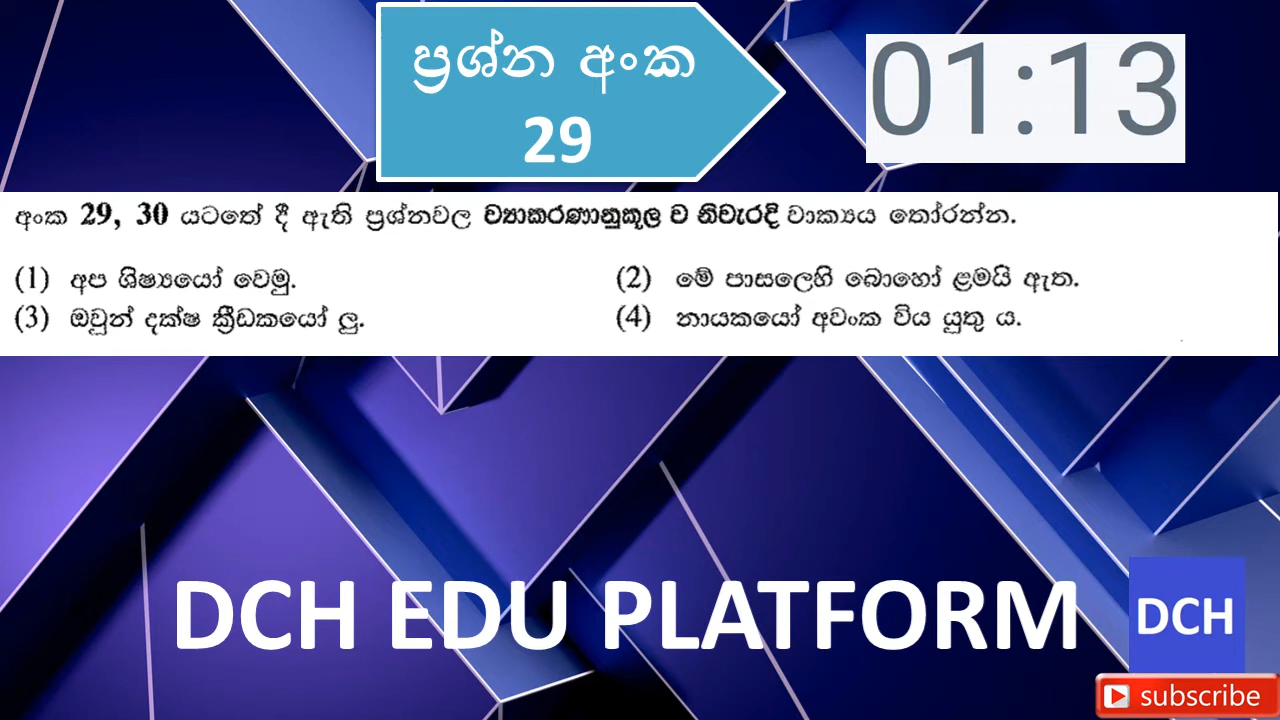 ප්‍රශ්න අංක
29
01:13
අංක 29, 30 යටතේ දී ඇති ප්‍රශ්නවල ව්‍යාකරණානුකූල ව නිවැරදි වාක්‍යය තෝරන්න.
(1) අප ශිෂ්‍යයෝ වෙමු.
(2) මේ පාසලෙහි බොහෝ ළමයි ඇත.
(3) ඔවුන් දක්ෂ ක්‍රීඩකයෝ ලු.
(4) නායකයෝ අවංක විය යුතු ය.
DCH EDU PLATFORM
DCH
subscribe